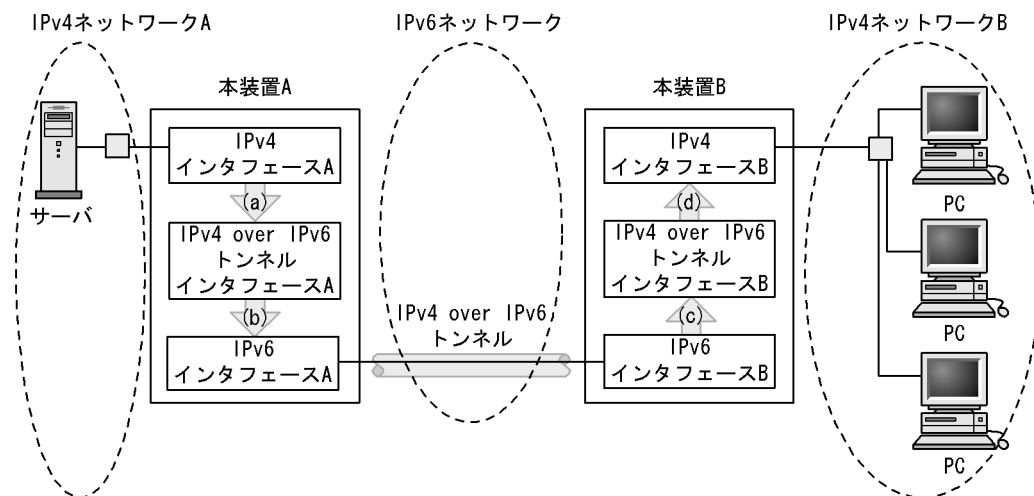 IPv4ネットワークA
IPv6ネットワーク
IPv4ネットワークB
本装置A
本装置B
IPv4
インタフェースA
(a)
IPv4 over IPv6
トンネル
インタフェースA
(b)
IPv6
インタフェースA
サーバ
IPv4 over IPv6
トンネル
IPv4
インタフェースB
(d)
IPv4 over IPv6
トンネル
インタフェースB
(c)
IPv6
インタフェースB
PC
PC
PC